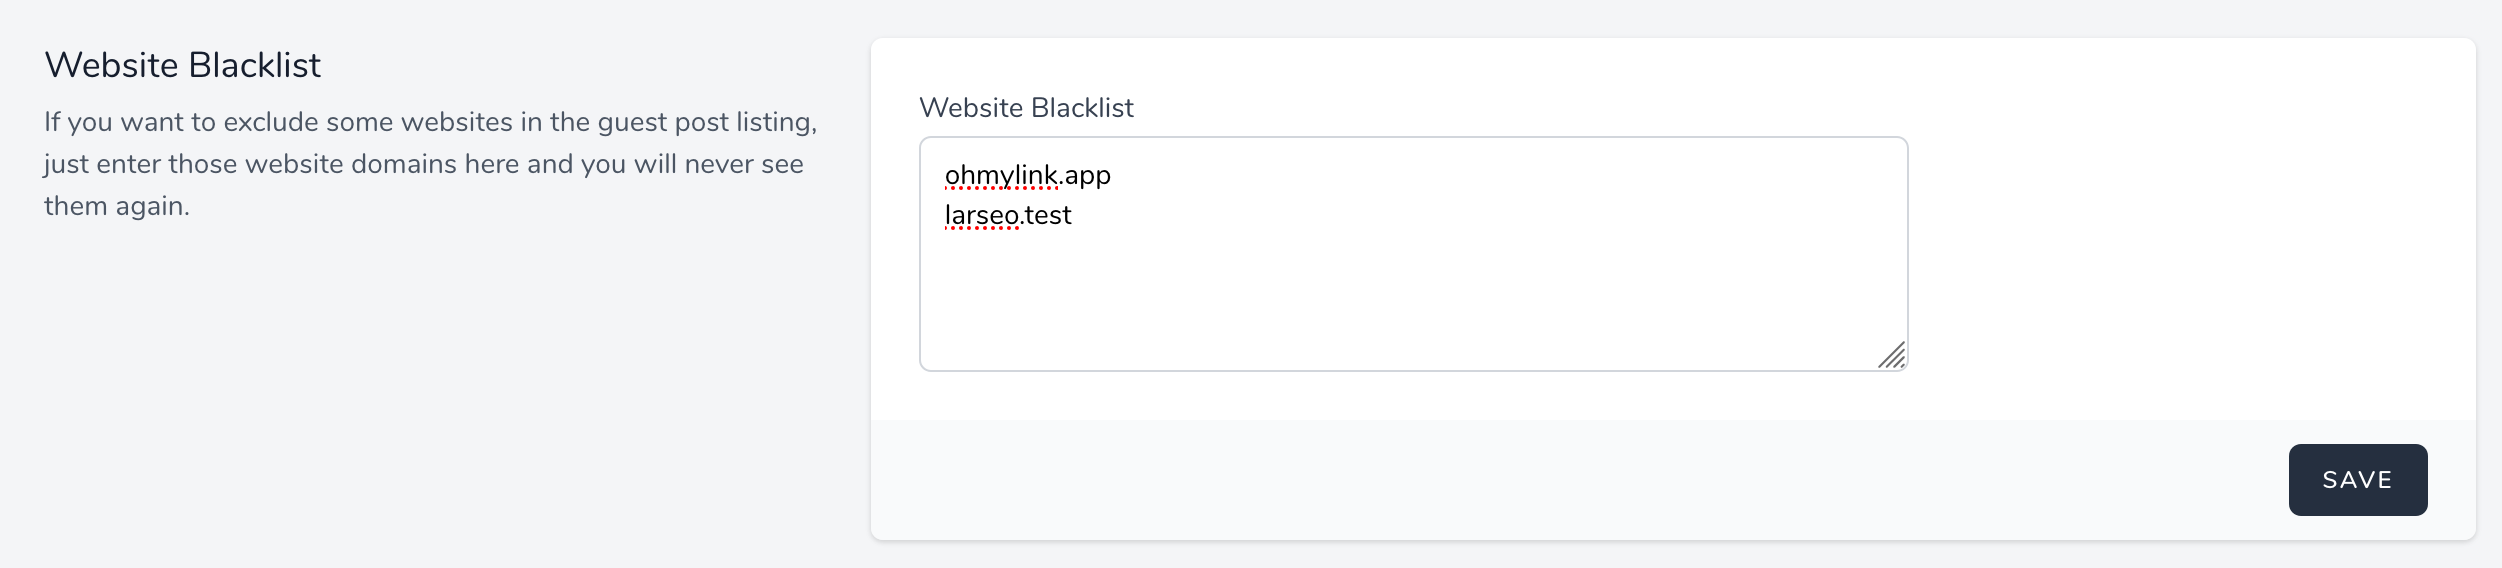 Website Blacklist
If you want to exclude some websites in the guest post listing,
just enter those website domains here and you will never see
them again.
Website Blacklist
ohmylink.app
larseo.test
SAVE